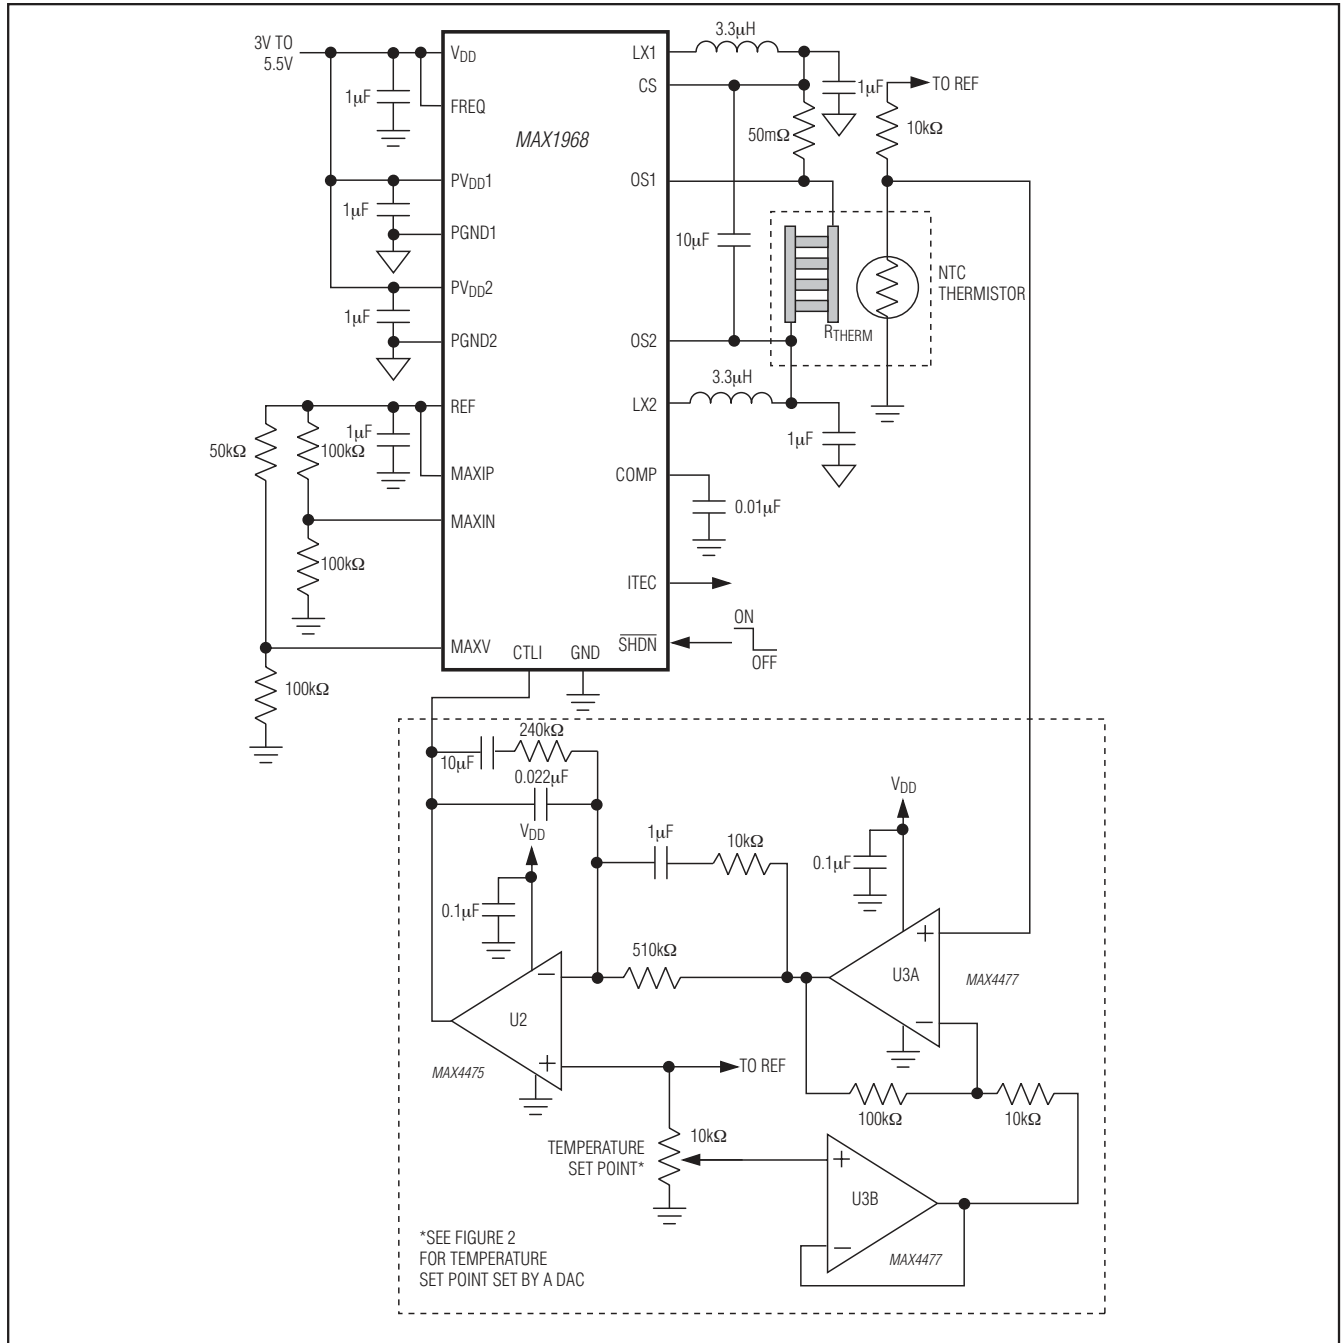 3V TO
5.5V
1µF
VDD
FREQ
MAX1968
LX1
3.3µH
CS
1µF
TO REF
50mΩ
10kΩ
PVDD1
1µF
PGND1
OS1
10µF
NTC
THERMISTOR
PVDD2
1µF
PGND2
OS2
RTHERM
3.3µH
LX2
1µF
REF
50kΩ
100kΩ
1µF
MAXIP
COMP
0.01µF
MAXIN
100kΩ
ITEC
ON
OFF
SHDN
MAXV
CTLI
GND
100kΩ
240kΩ
10µF
0.022µF
VDD
0.1µF
1µF
10kΩ
VDD
0.1µF
510kΩ
U3A
MAX4477
U2
MAX4475
TO REF
100kΩ
10kΩ
10kΩ
TEMPERATURE
SET POINT*
U3B
MAX4477
*SEE FIGURE 2
FOR TEMPERATURE
SET POINT SET BY A DAC